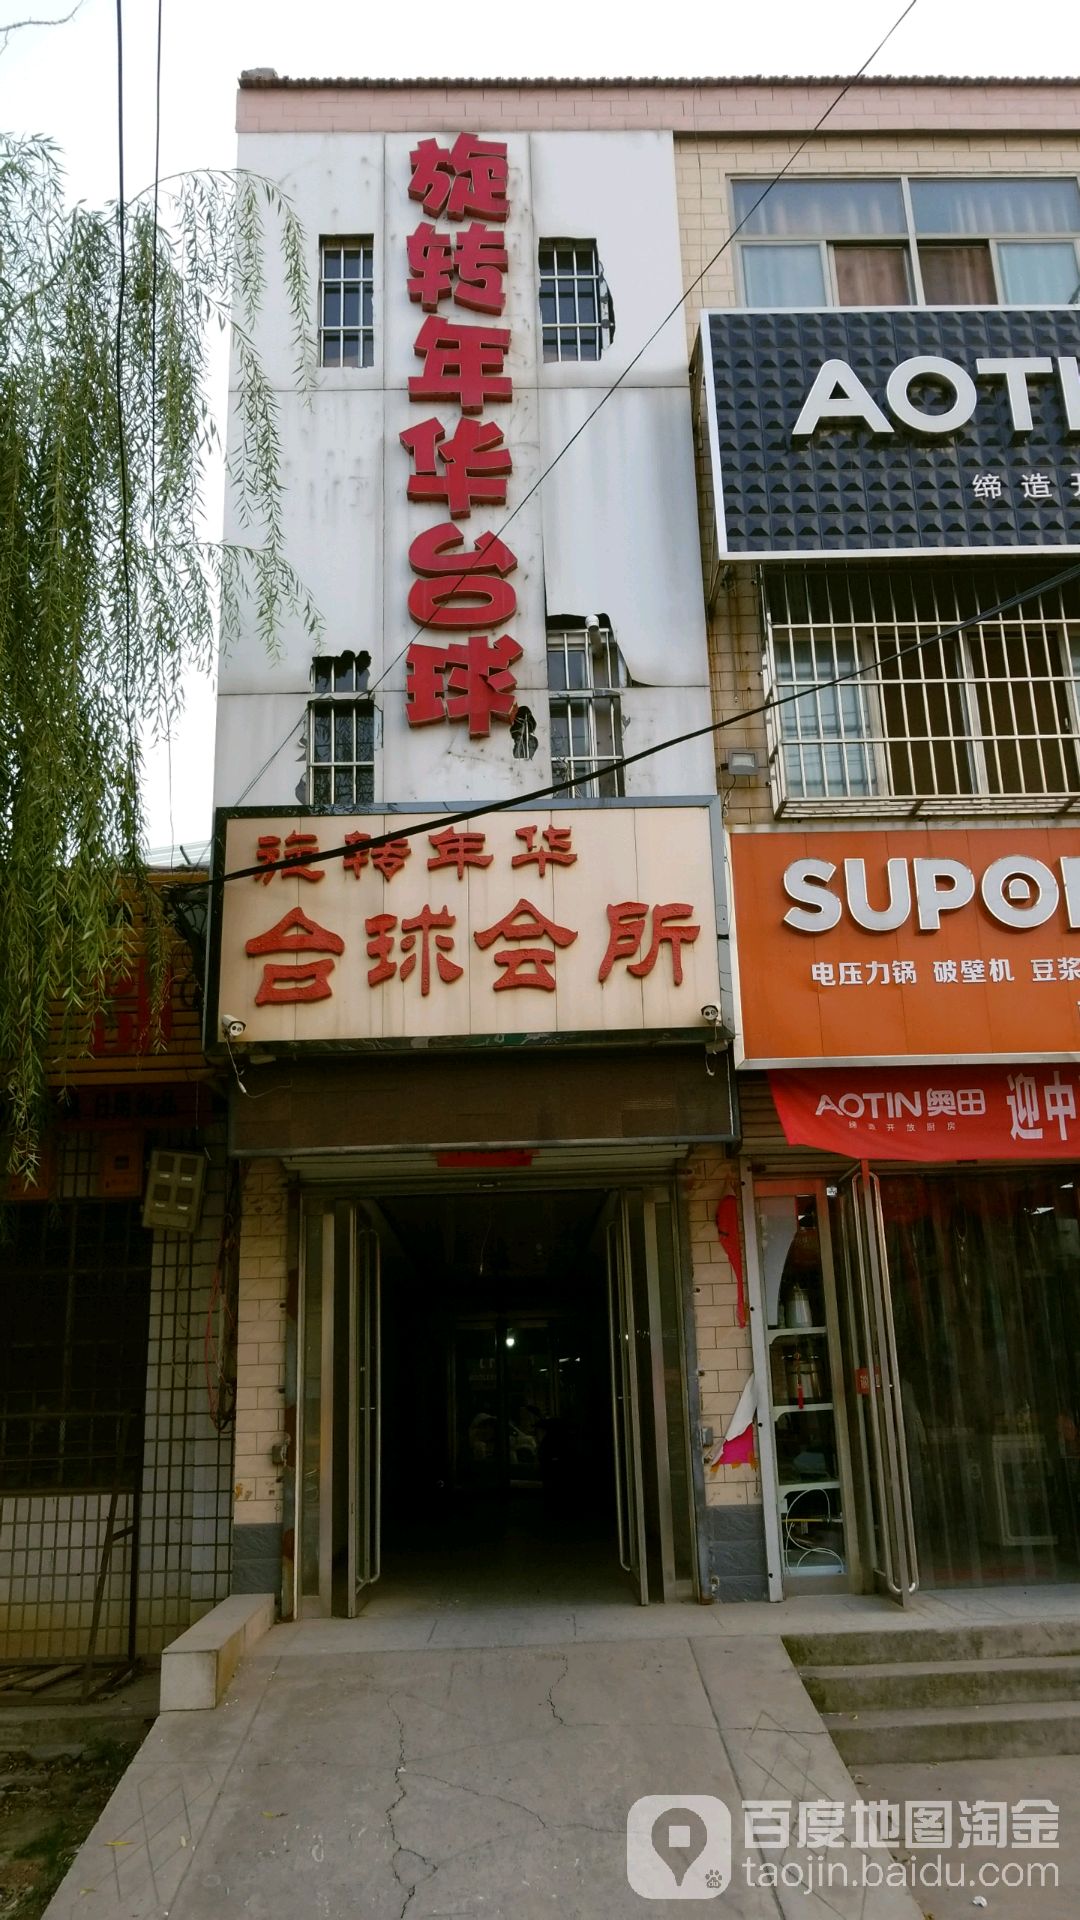 旋转年华台球
AOTI
缔造开
旋转年华
台球会所
SUPO
电压力锅 破壁机 豆浆
AOTIN奥田
缔造开放厨房
迎中
百度地图淘金
taojin.baidu.com